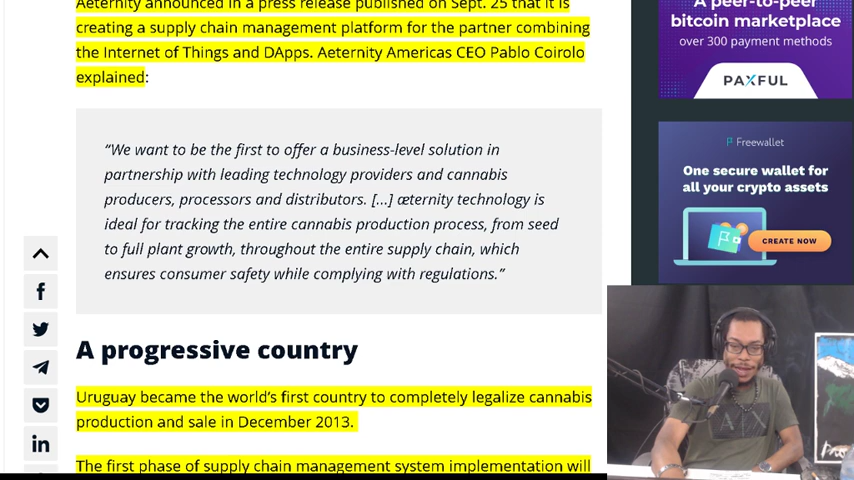 Aeternity announced in a press release published on Sept. 25 that it is
creating a supply chain management platform for the partner combining
the Internet of Things and DApps. Aeternity Americas CEO Pablo Coirolo
explained:
“We want to be the first to offer a business-level solution in
partnership with leading technology providers and cannabis
producers, processors and distributors. [...] æternity technology is
ideal for tracking the entire cannabis production process, from seed
to full plant growth, throughout the entire supply chain, which
ensures consumer safety while complying with regulations.”
A progressive country
Uruguay became the world’s first country to completely legalize cannabis
production and sale in December 2013.
The first phase of supply chain management system implementation will
A peer-to-peer
bitcoin marketplace
over 300 payment methods
PAXFUL
Freewallet
One secure wallet for
all your crypto assets
CREATE NOW